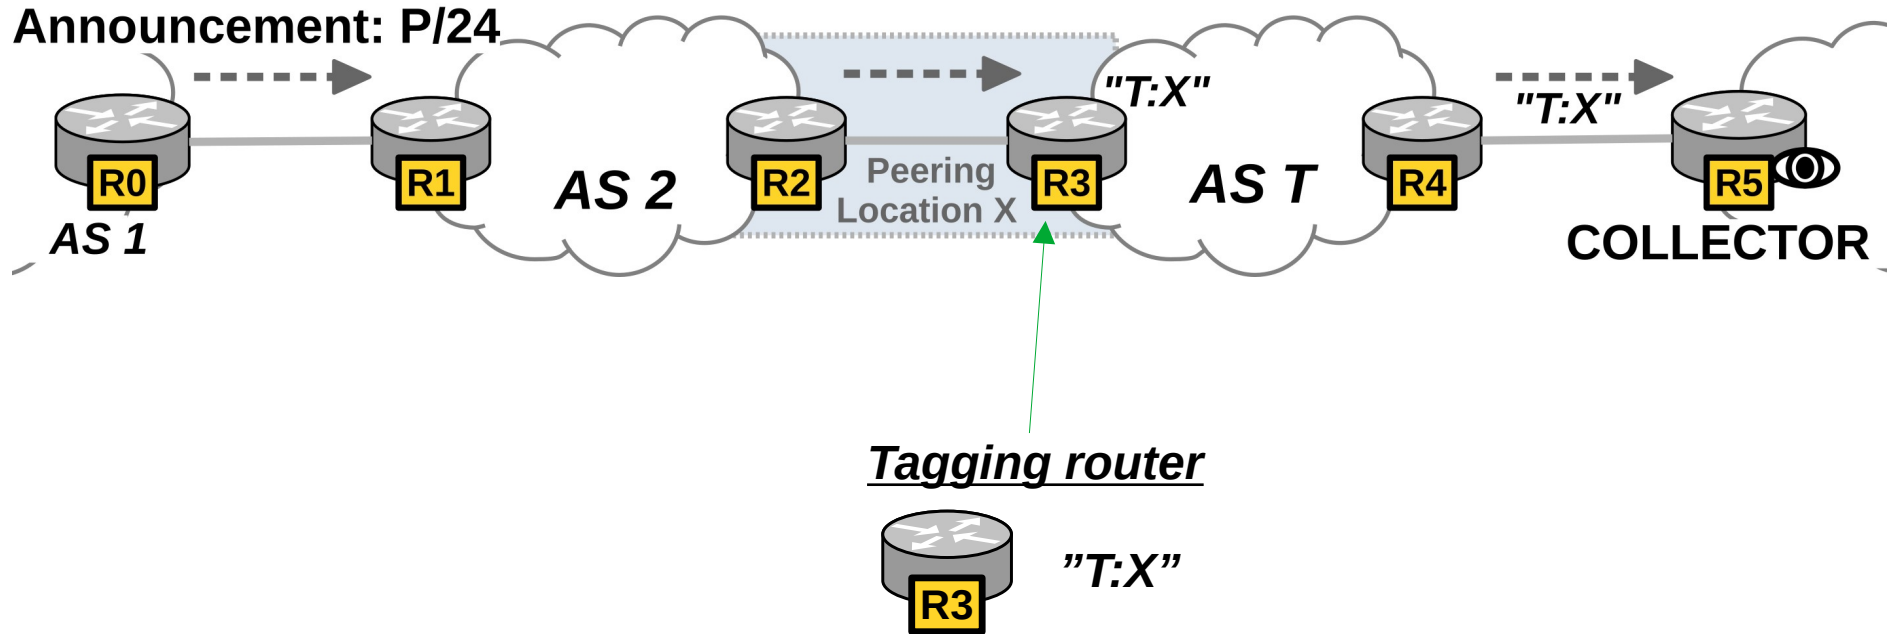 Announcement: P/24
"T:X"
"T:X"
R0
R1
AS 2
R2
Peering
Location X
R3
AS T
R4
R5
AS 1
COLLECTOR
Tagging router
R3
”T:X”